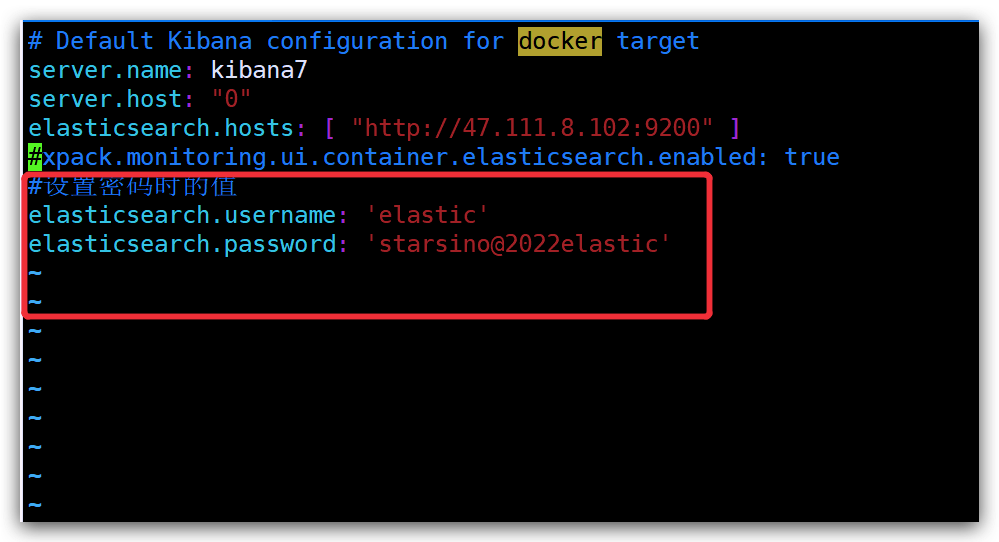 # Default Kibana configuration for docker target
server.name: kibana7
server.host: "0"
elasticsearch.hosts: [ "http://47.111.8.102:9200" ]
#xpack.monitoring.ui.container.elasticsearch.enabled: true
#设置密码时的值
elasticsearch.username: 'elastic'
elasticsearch.password: 'starsino@2022elastic'
~
~
~
~
~
~
~
~
~